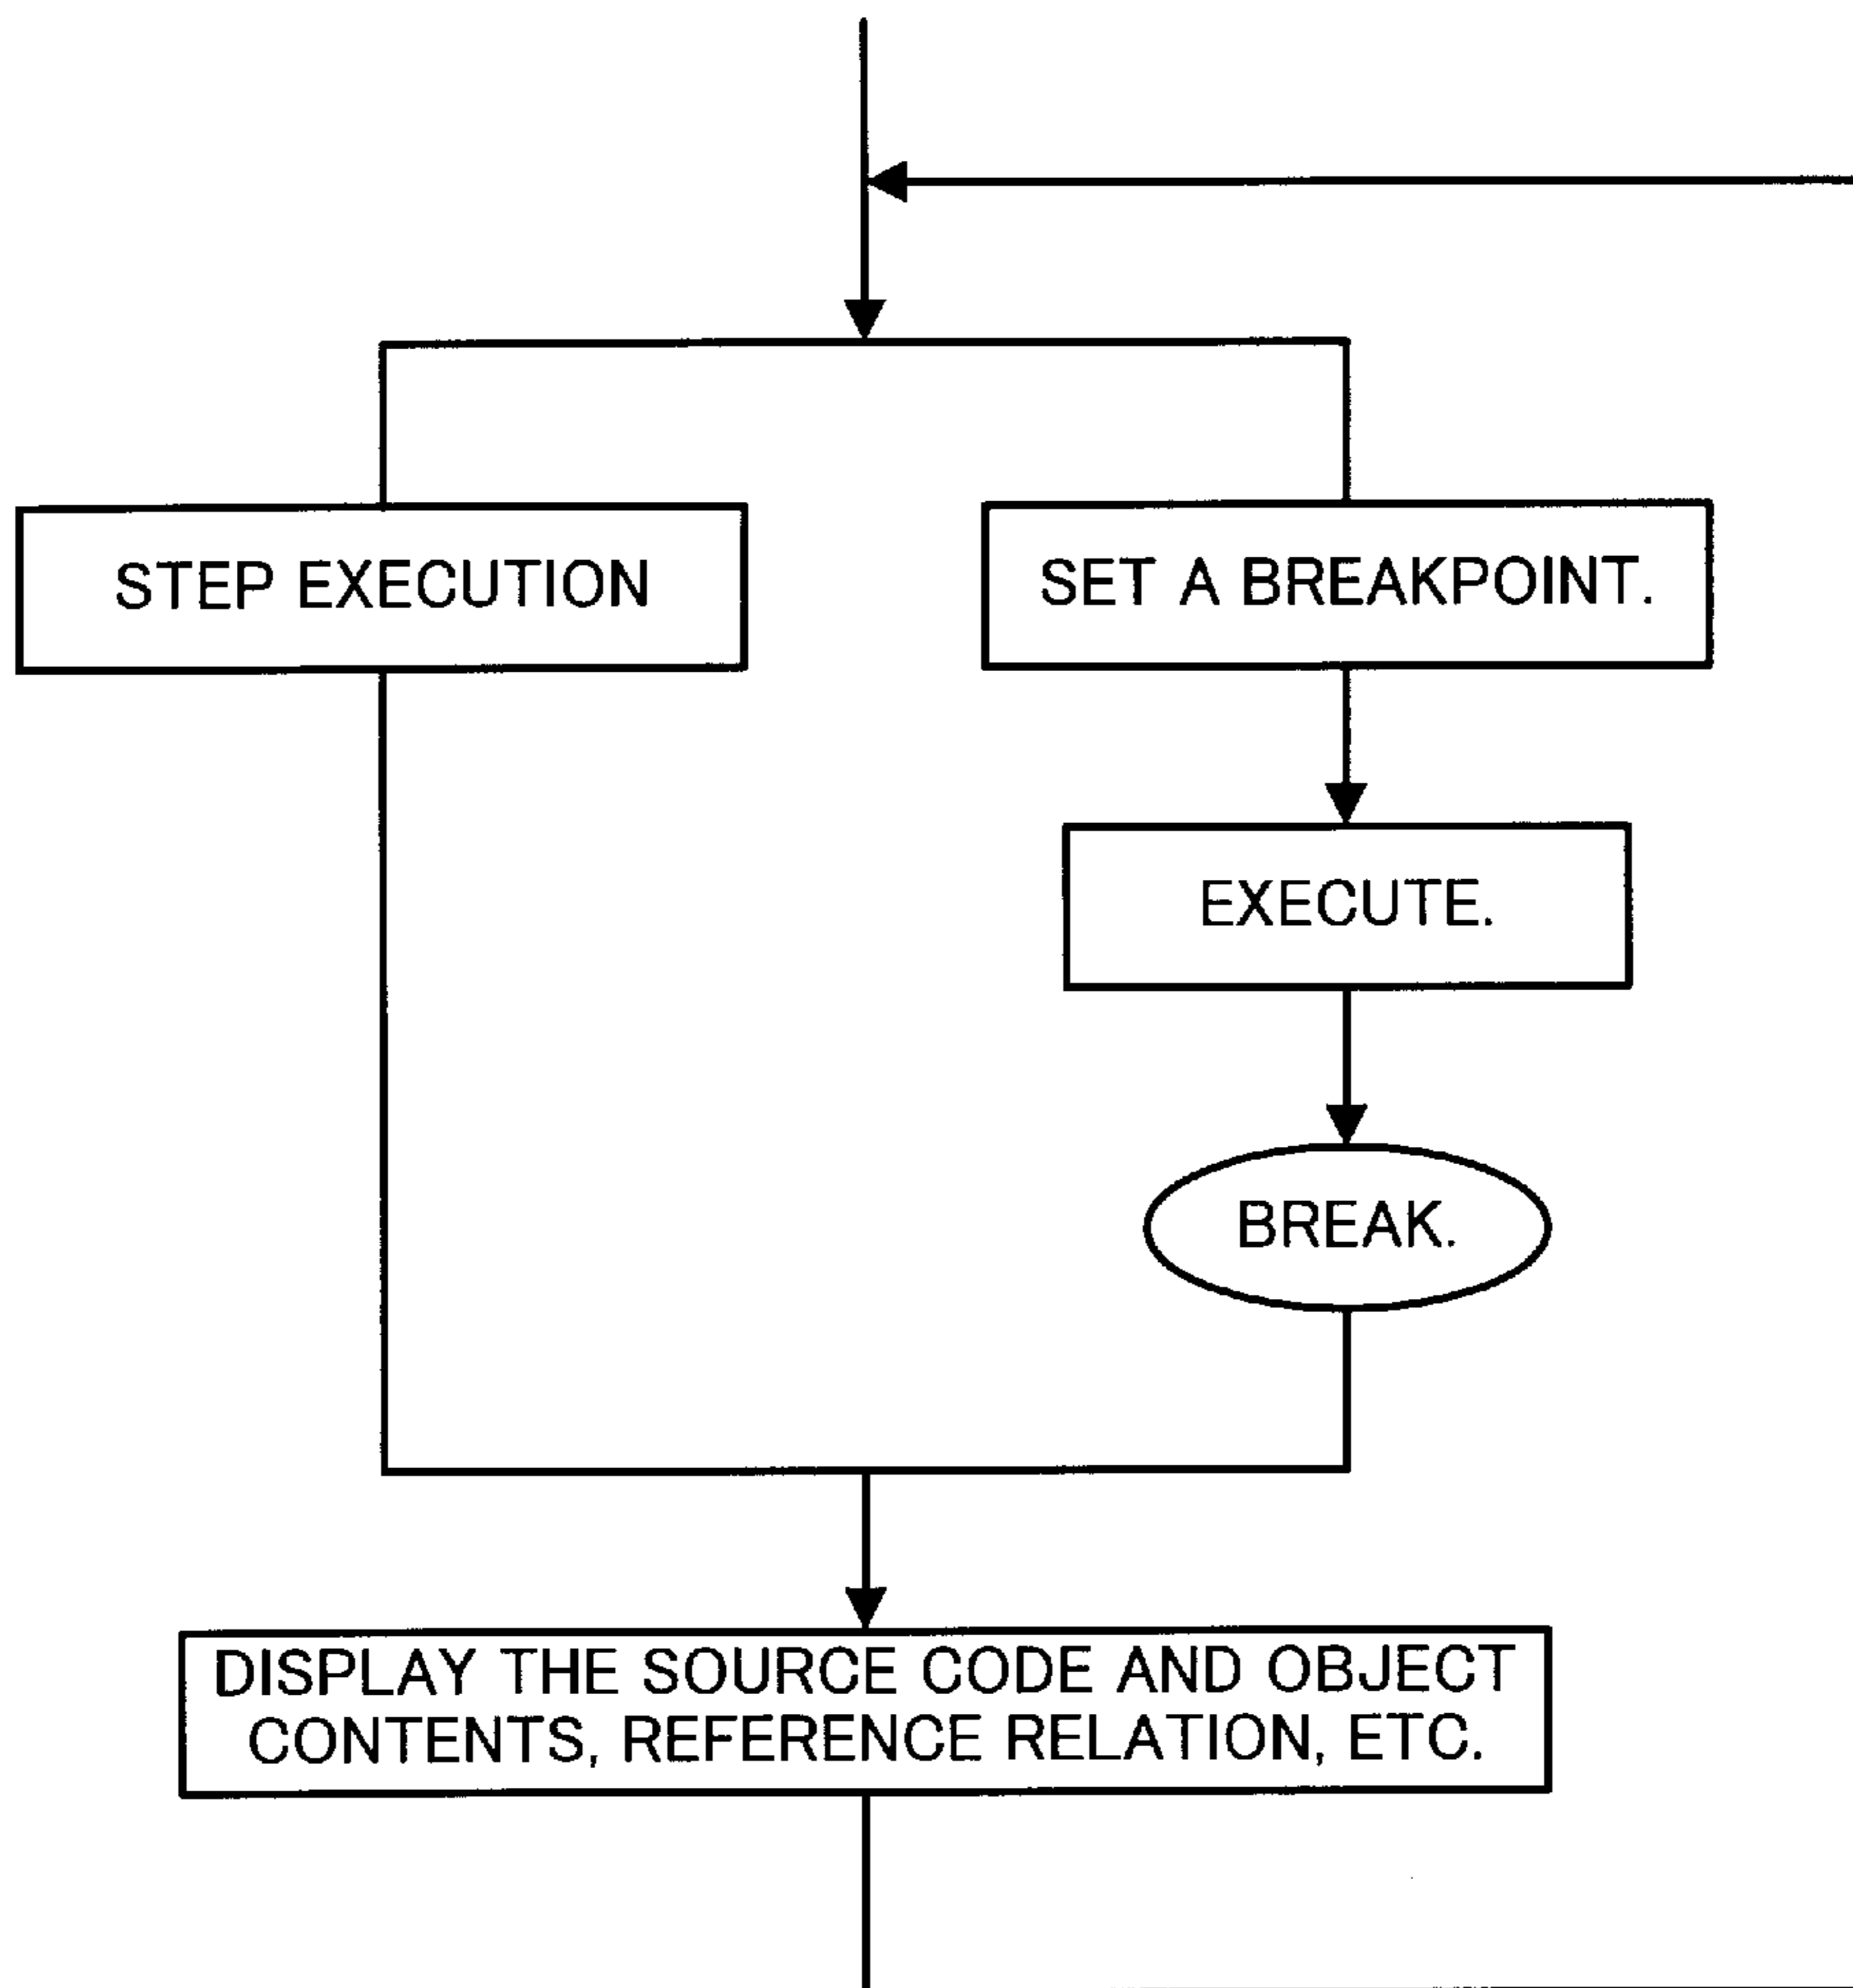 STEP EXECUTION
SET A BREAKPOINT.
EXECUTE.
BREAK.
DISPLAY THE SOURCE CODE AND OBJECT
CONTENTS, REFERENCE RELATION, ETC.